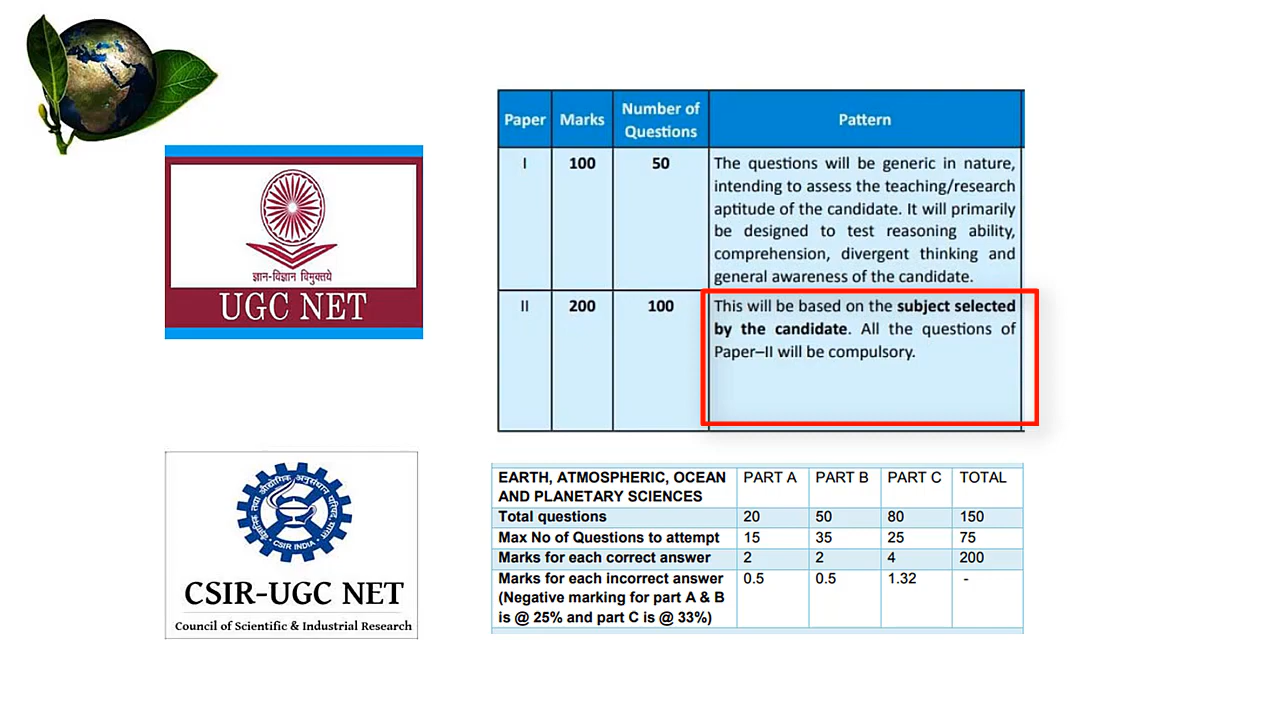 ज्ञान-विज्ञान विमुक्तये
UGC NET
Paper Marks Number of Questions Pattern
I 100 50 The questions will be generic in nature,
intending to assess the teaching/research
aptitude of the candidate. It will primarily
be designed to test reasoning ability,
comprehension, divergent thinking and
general awareness of the candidate.
II 200 100 This will be based on the subject selected
by the candidate. All the questions of
Paper–II will be compulsory.
CSIR INDIA
CSIR-UGC NET
Council of Scientific & Industrial Research
EARTH, ATMOSPHERIC, OCEAN PART A PART B PART C TOTAL
AND PLANETARY SCIENCES
Total questions 20 50 80 150
Max No of Questions to attempt 15 35 25 75
Marks for each correct answer 2 2 4 200
Marks for each incorrect answer 0.5 0.5 1.32 -
(Negative marking for part A & B
is @ 25% and part C is @ 33%)